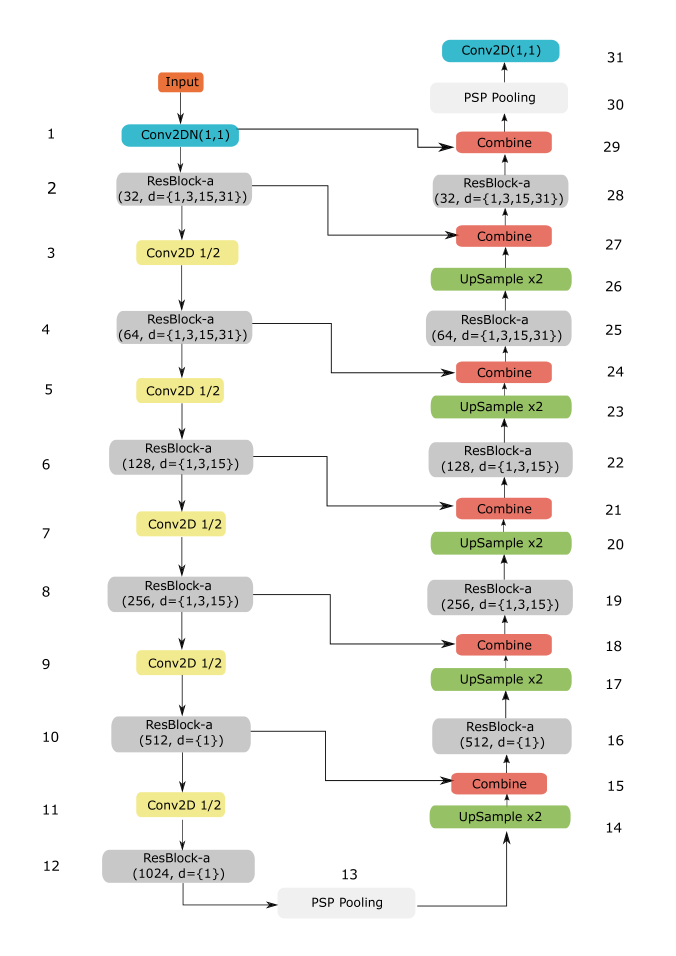 Input
1
Conv2DN(1,1)
2
ResBlock-a
(32, d={1,3,15,31})
3
Conv2D 1/2
4
ResBlock-a
(64, d={1,3,15,31})
5
Conv2D 1/2
6
ResBlock-a
(128, d={1,3,15})
7
Conv2D 1/2
8
ResBlock-a
(256, d={1,3,15})
9
Conv2D 1/2
10
ResBlock-a
(512, d={1})
11
Conv2D 1/2
12
ResBlock-a
(1024, d={1})
13
PSP Pooling
Conv2D(1,1)
31
PSP Pooling
30
Combine
29
ResBlock-a
(32, d={1,3,15,31})
28
Combine
27
UpSample x2
26
ResBlock-a
(64, d={1,3,15,31})
25
Combine
24
UpSample x2
23
ResBlock-a
(128, d={1,3,15})
22
Combine
21
UpSample x2
20
ResBlock-a
(256, d={1,3,15})
19
Combine
18
UpSample x2
17
ResBlock-a
(512, d={1})
16
Combine
15
UpSample x2
14